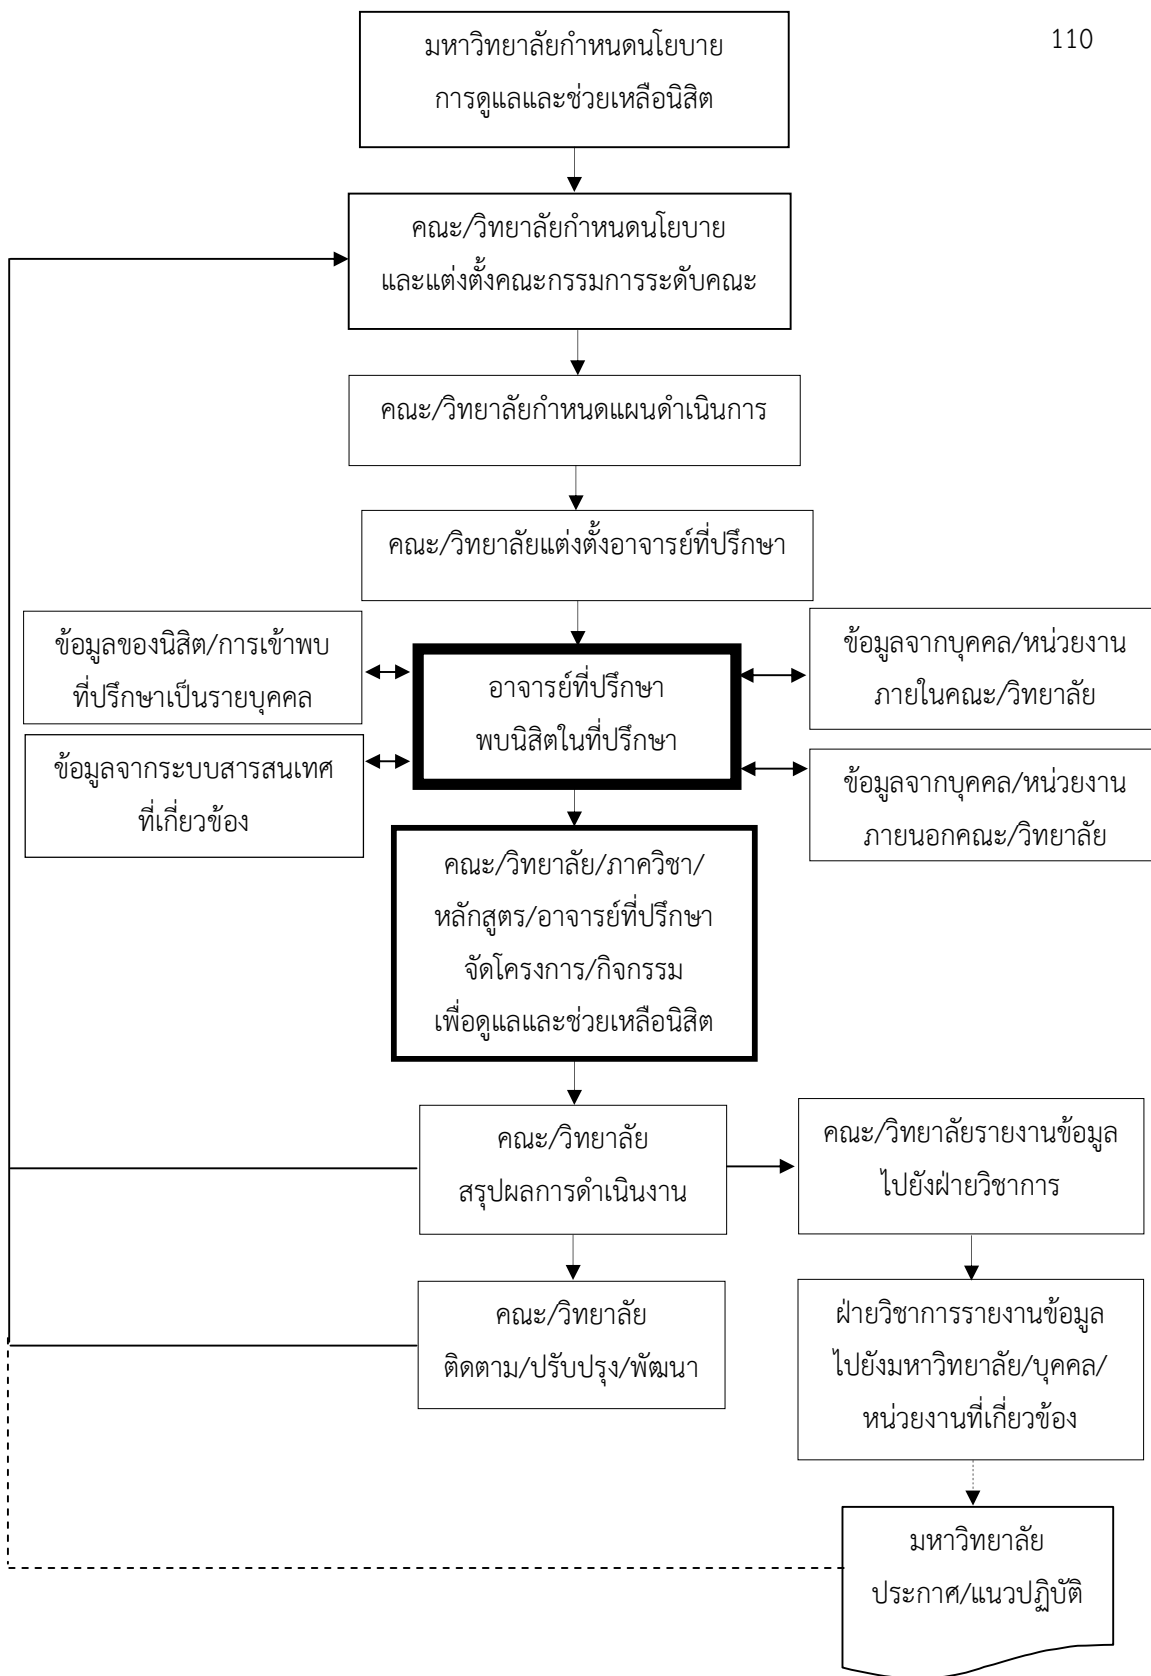 110
มหาวิทยาลัยกำหนดนโยบาย
การดูแลและช่วยเหลือนิสิต
คณะ/วิทยาลัยกำหนดนโยบาย
และแต่งตั้งคณะกรรมการระดับคณะ
คณะ/วิทยาลัยกำหนดแผนดำเนินการ
คณะ/วิทยาลัยแต่งตั้งอาจารย์ที่ปรึกษา
ข้อมูลของนิสิต/การเข้าพบ
ที่ปรึกษาเป็นรายบุคคล
อาจารย์ที่ปรึกษา
พบนิสิตในที่ปรึกษา
ข้อมูลจากบุคคล/หน่วยงาน
ภายในคณะ/วิทยาลัย
ข้อมูลจากระบบสารสนเทศ
ที่เกี่ยวข้อง
ข้อมูลจากบุคคล/หน่วยงาน
ภายนอกคณะ/วิทยาลัย
คณะ/วิทยาลัย/ภาควิชา/
หลักสูตร/อาจารย์ที่ปรึกษา
จัดโครงการ/กิจกรรม
เพื่อดูแลและช่วยเหลือนิสิต
คณะ/วิทยาลัย
สรุปผลการดำเนินงาน
คณะ/วิทยาลัยรายงานข้อมูล
ไปยังฝ่ายวิชาการ
คณะ/วิทยาลัย
ติดตาม/ปรับปรุง/พัฒนา
ฝ่ายวิชาการรายงานข้อมูล
ไปยังมหาวิทยาลัย/บุคคล/
หน่วยงานที่เกี่ยวข้อง
มหาวิทยาลัย
ประกาศ/แนวปฏิบัติ